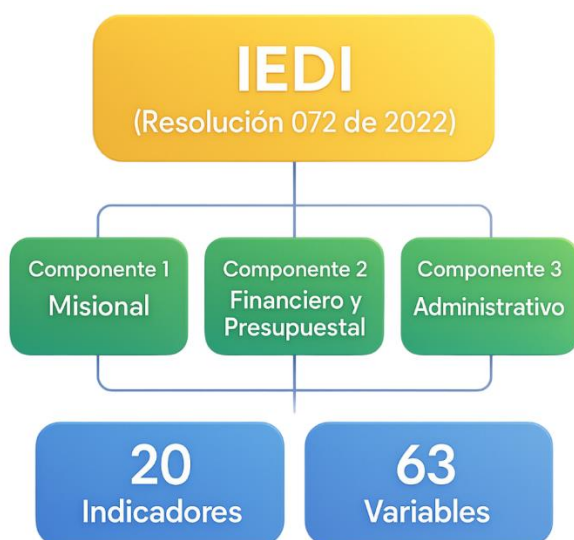 IEDI
(Resolución 072 de 2022)
Componente 1
Misional
Componente 2
Financiero y
Presupuestal
Componente 3
Administrativo
20
Indicadores
63
Variables